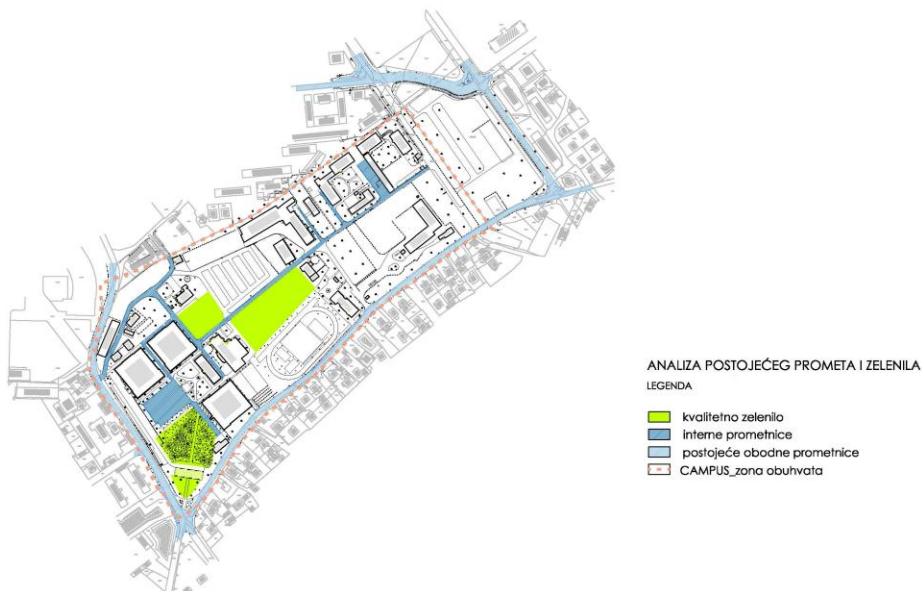 ANALIZA POSTOJEĆEG PROMETA I ZELENILA
LEGENDA
kvalitetno zelenilo
interne prometnice
postojeće obodne prometnice
CAMPUS_zona obuhvata